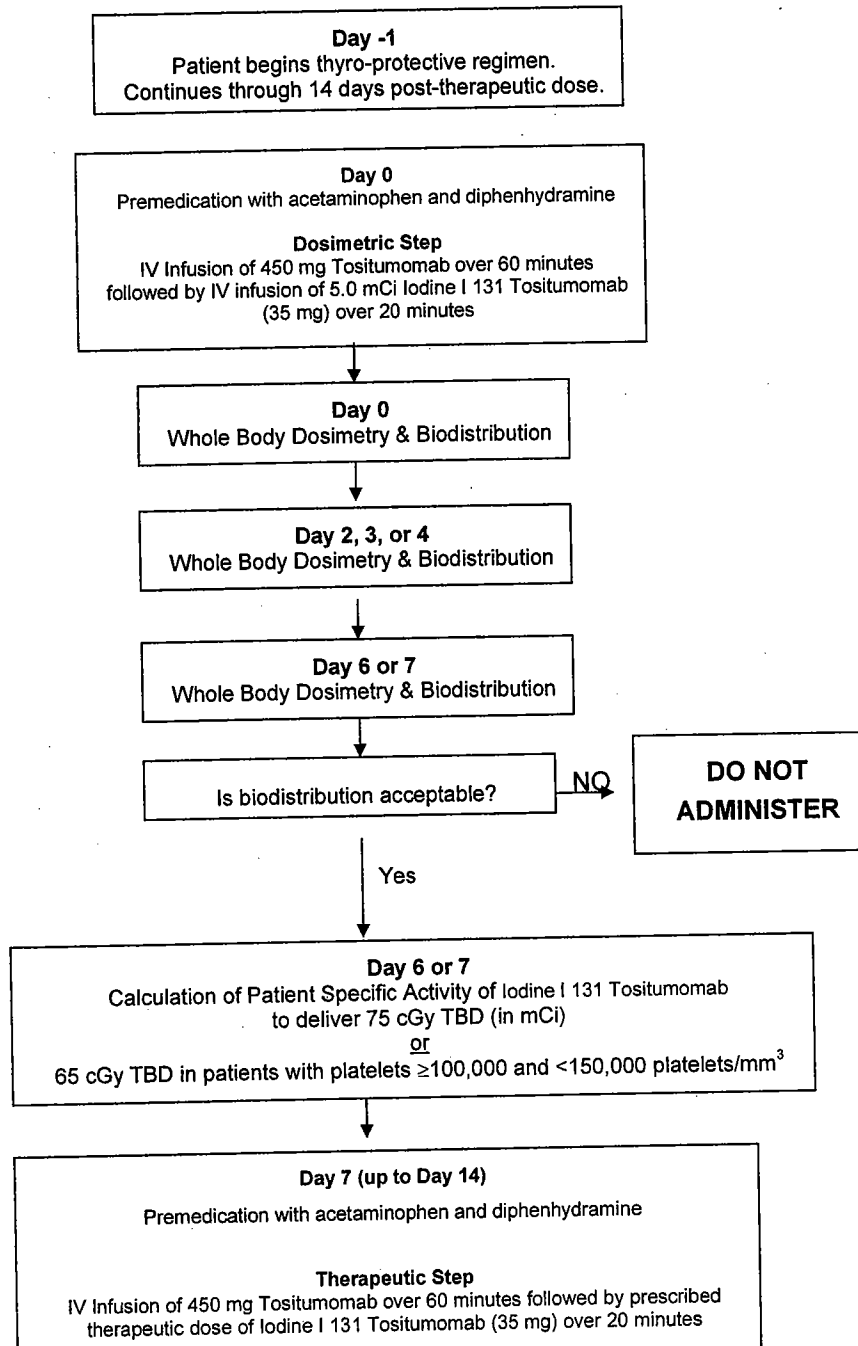 Day -1
Patient begins thyro-protective regimen.
Continues through 14 days post-therapeutic dose.
Day 0
Premedication with acetaminophen and diphenhydramine
Dosimetric Step
IV Infusion of 450 mg Tositumomab over 60 minutes
followed by IV infusion of 5.0 mCi Iodine I 131 Tositumomab
(35 mg) over 20 minutes
Day 0
Whole Body Dosimetry & Biodistribution
Day 2, 3, or 4
Whole Body Dosimetry & Biodistribution
Day 6 or 7
Whole Body Dosimetry & Biodistribution
Is biodistribution acceptable?
NO
DO NOT
ADMINISTER
Yes
Day 6 or 7
Calculation of Patient Specific Activity of Iodine I 131 Tositumomab
to deliver 75 cGy TBD (in mCi)
or
65 cGy TBD in patients with platelets ≥100,000 and <150,000 platelets/mm³
Day 7 (up to Day 14)
Premedication with acetaminophen and diphenhydramine
Therapeutic Step
IV Infusion of 450 mg Tositumomab over 60 minutes followed by prescribed
therapeutic dose of Iodine I 131 Tositumomab (35 mg) over 20 minutes